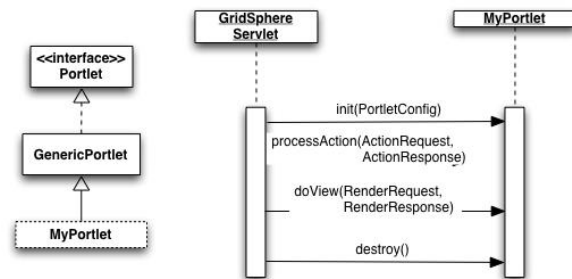 <<interface>>
Portlet
GenericPortlet
MyPortlet
GridSphere
Servlet
MyPortlet
init(PortletConfig)
processAction(ActionRequest,
ActionResponse)
doView(RenderRequest,
RenderResponse)
destroy()